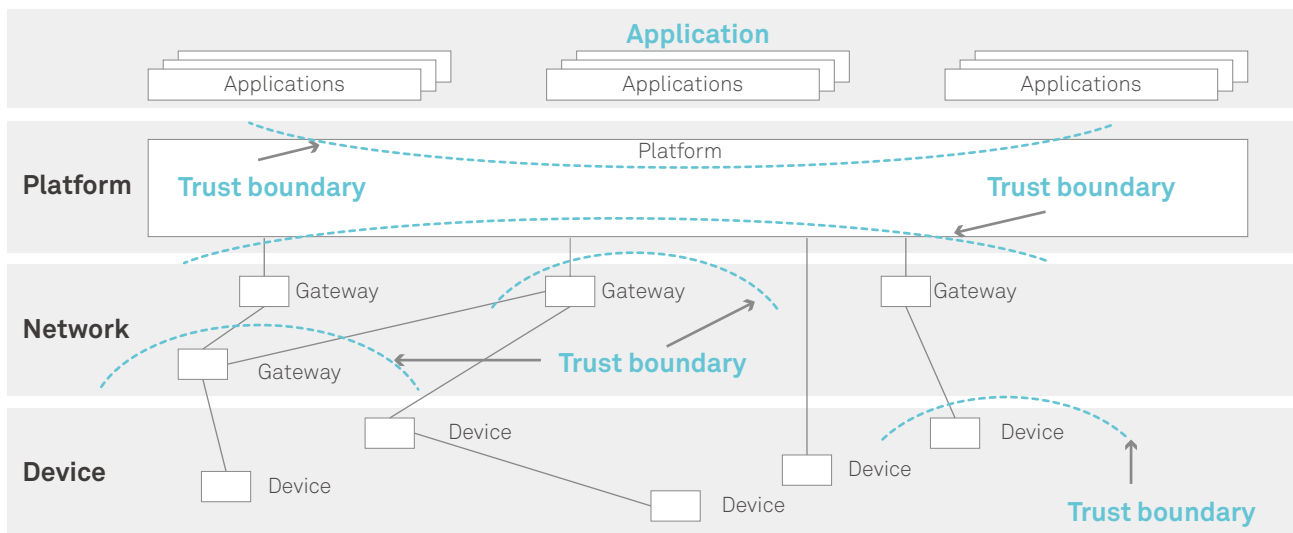 Application
Applications
Applications
Applications
Platform
Platform
Trust boundary
Trust boundary
Network
Gateway
Gateway
Gateway
Gateway
Trust boundary
Device
Device
Device
Device
Device
Device
Trust boundary